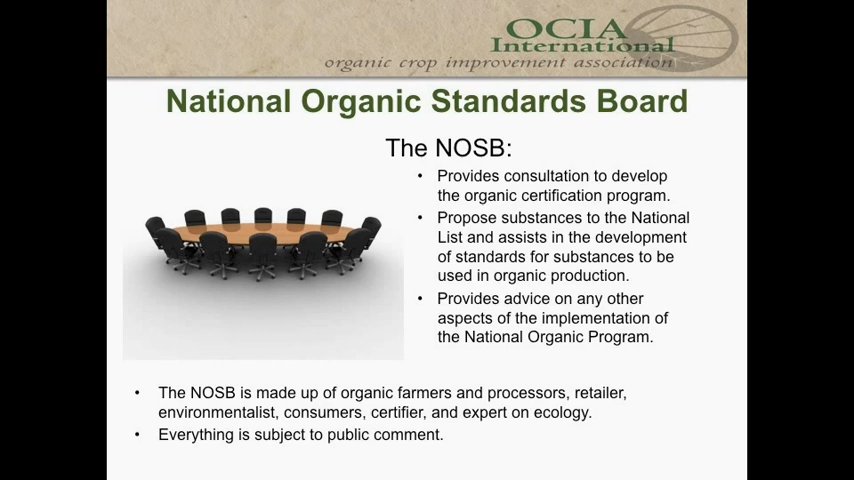 OCIA
International
organic crop improvement association
National Organic Standards Board
The NOSB:
• Provides consultation to develop
the organic certification program.
• Propose substances to the National
List and assists in the development
of standards for substances to be
used in organic production.
• Provides advice on any other
aspects of the implementation of
the National Organic Program.
• The NOSB is made up of organic farmers and processors, retailer,
environmentalist, consumers, certifier, and expert on ecology.
• Everything is subject to public comment.